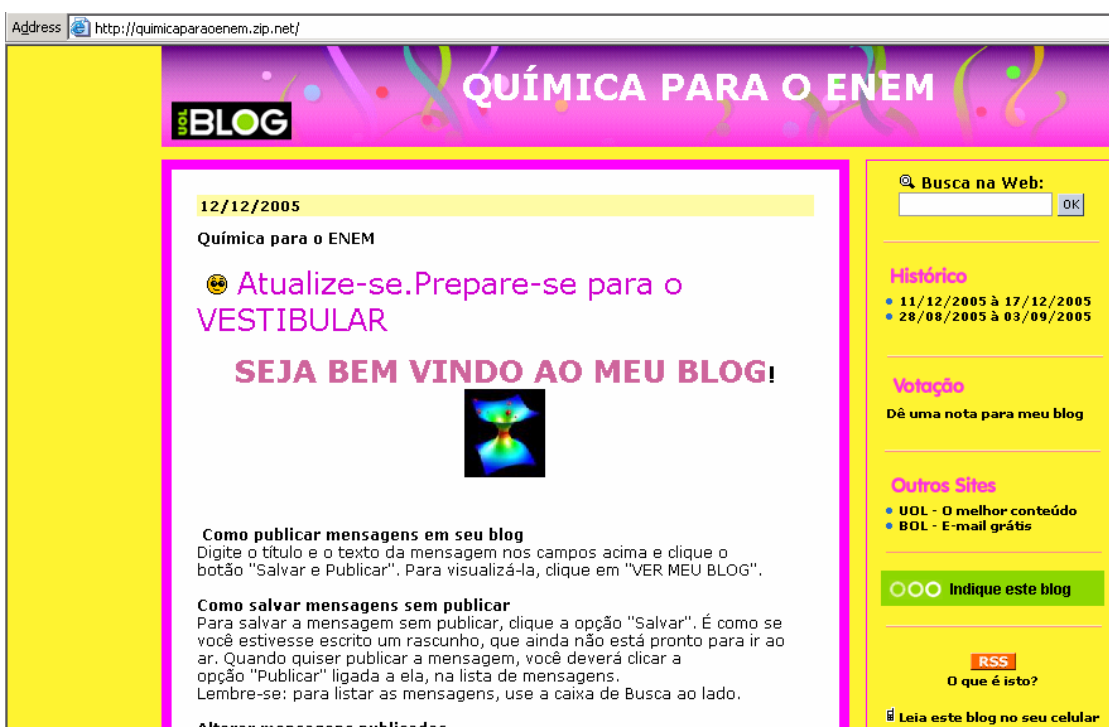 Address http://quimicaparaoenem.zip.net/
QUÍMICA PARA O ENEM
UOL BLOG
12/12/2005
Química para o ENEM
Atualize-se.Prepare-se para o
VESTIBULAR
SEJA BEM VINDO AO MEU BLOG!
Como publicar mensagens em seu blog
Digite o título e o texto da mensagem nos campos acima e clique o
botão "Salvar e Publicar". Para visualizá-la, clique em "VER MEU BLOG".
Como salvar mensagens sem publicar
Para salvar a mensagem sem publicar, clique a opção "Salvar". É como se
você estivesse escrito um rascunho, que ainda não está pronto para ir ao
ar. Quando quiser publicar a mensagem, você deverá clicar a
opção "Publicar" ligada a ela, na lista de mensagens.
Lembre-se: para listar as mensagens, use a caixa de Busca ao lado.
Alterar mensagens publicadas
Busca na Web:
OK
Histórico
11/12/2005 à 17/12/2005
28/08/2005 à 03/09/2005
Votação
Dê uma nota para meu blog
Outros Sites
UOL - O melhor conteúdo
BOL - E-mail grátis
Indique este blog
RSS
O que é isto?
Leia este blog no seu celular